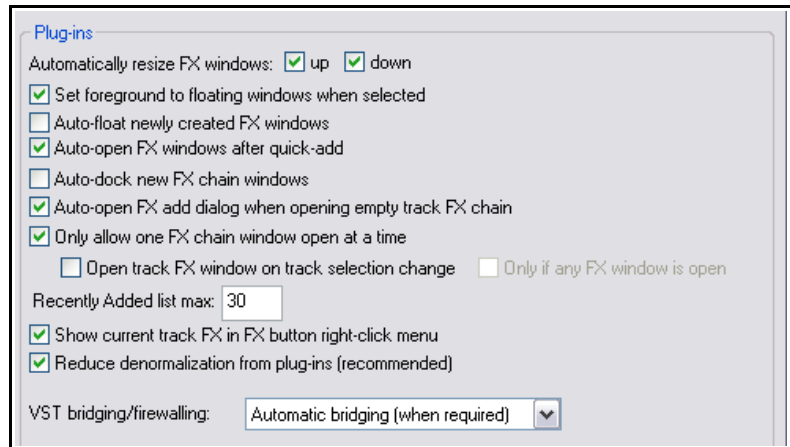 Plug-ins
Automatically resize FX windows: up down
Set foreground to floating windows when selected
Auto-float newly created FX windows
Auto-open FX windows after quick-add
Auto-dock new FX chain windows
Auto-open FX add dialog when opening empty track FX chain
Only allow one FX chain window open at a time
Open track FX window on track selection change Only if any FX window is open
Recently Added list max: 30
Show current track FX in FX button right-click menu
Reduce denormalization from plug-ins (recommended)
VST bridging/firewalling: Automatic bridging (when required)